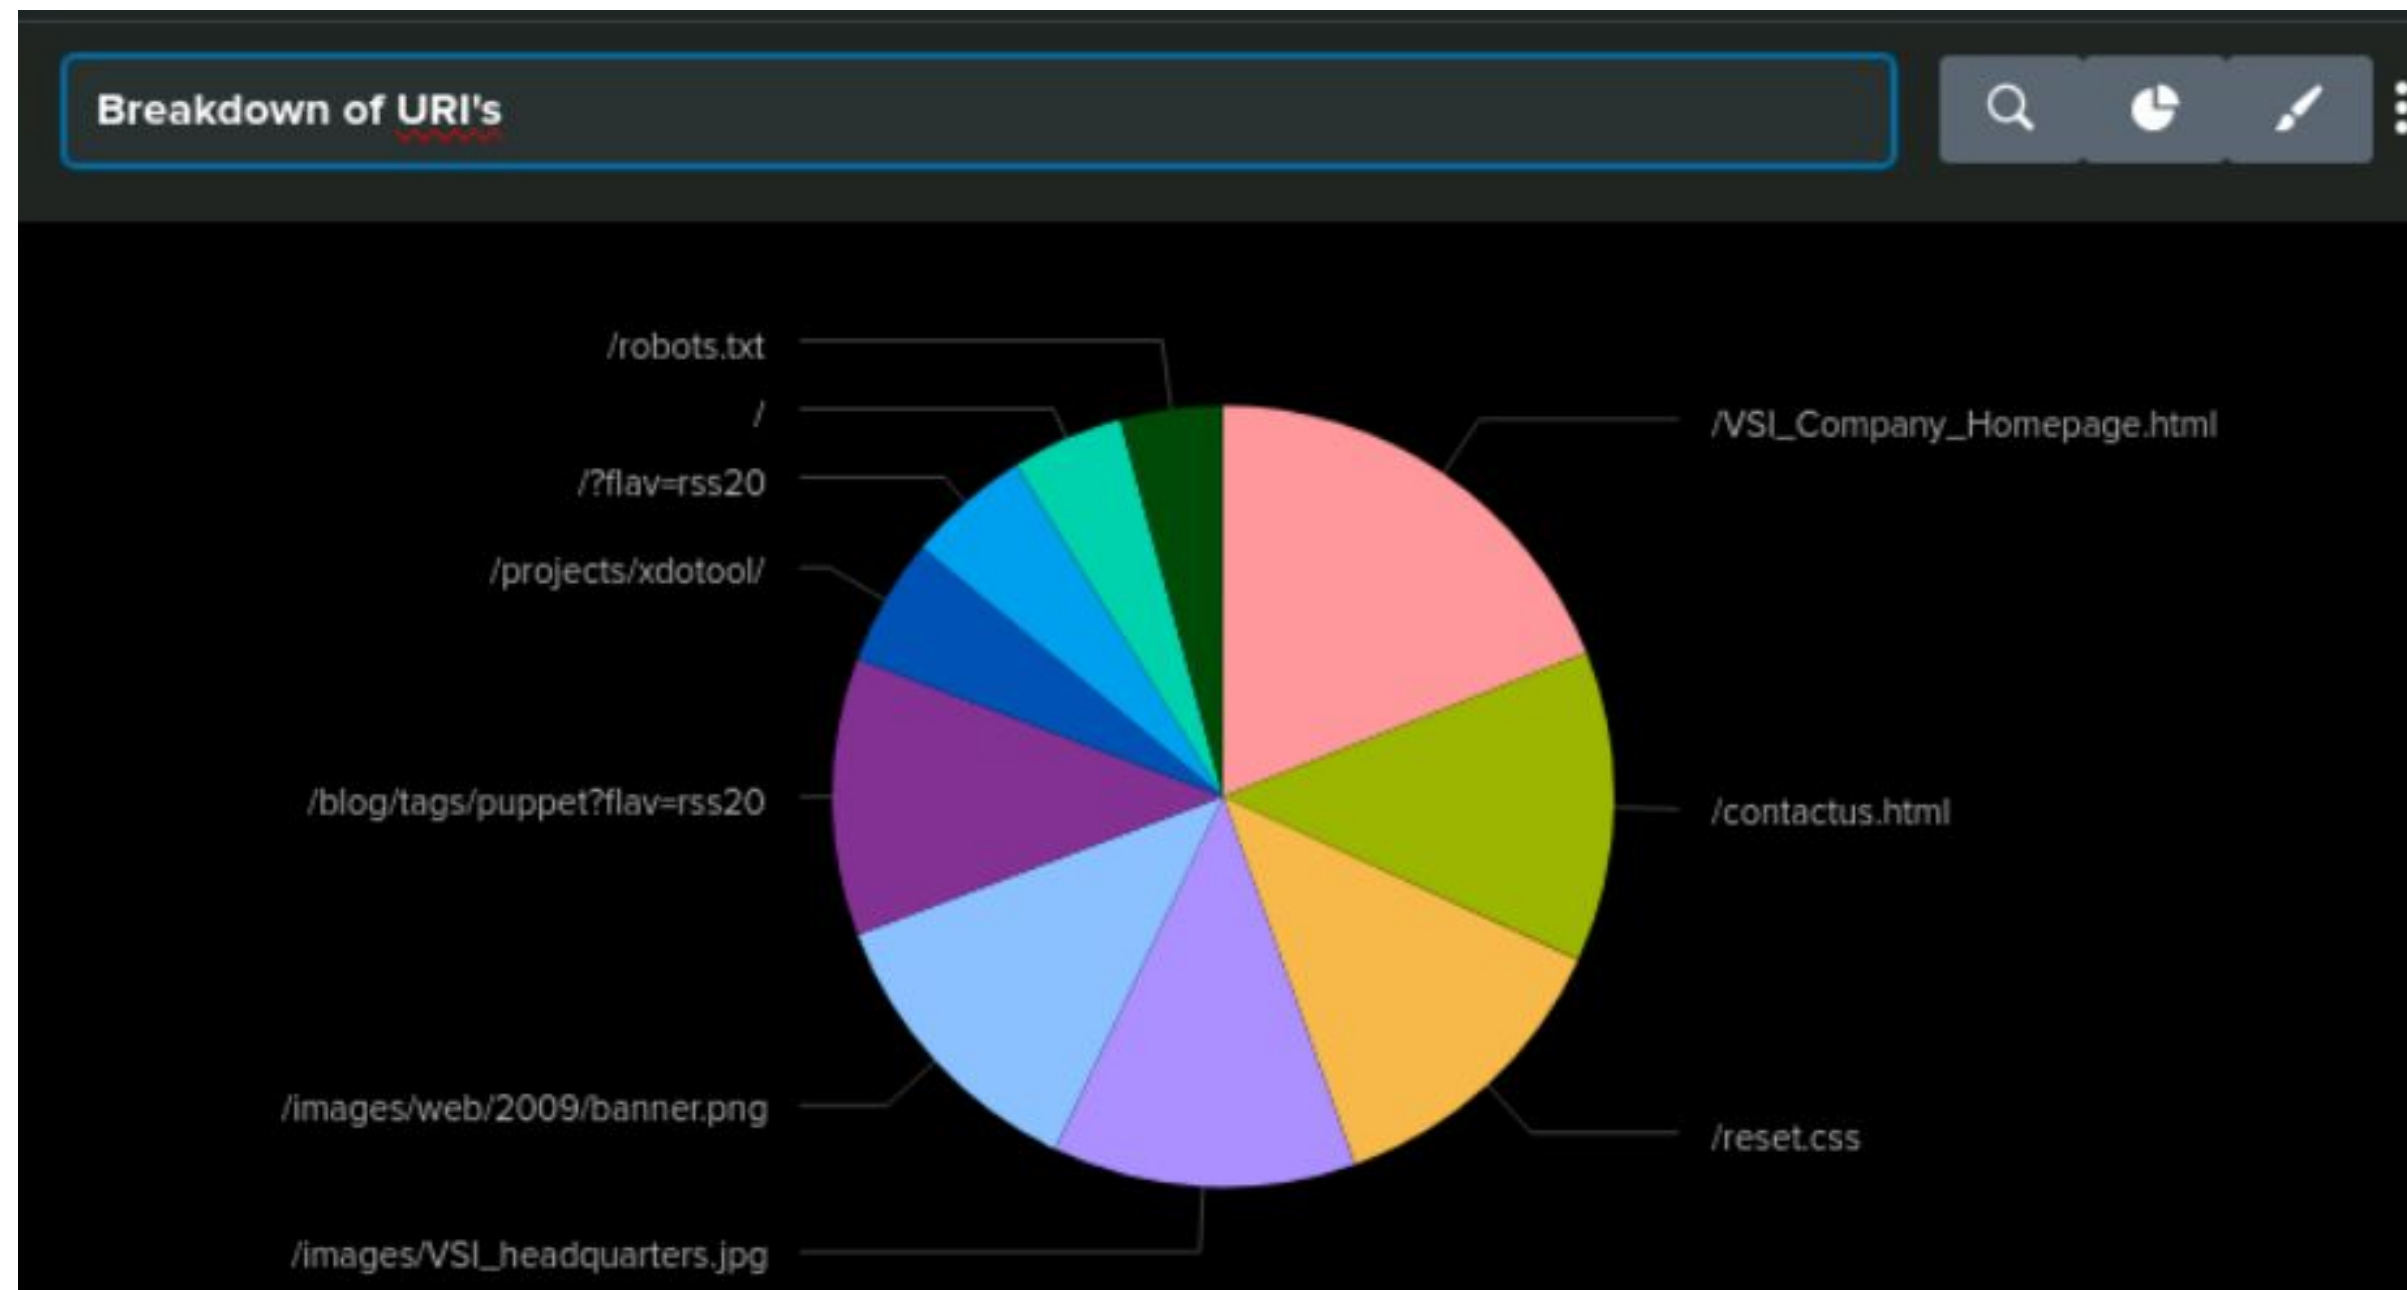 Breakdown of URI's
/robots.txt
/
/?flav=rss20
/projects/xdotool/
/blog/tags/puppet?flav=rss20
/images/web/2009/banner.png
/images/VSI_headquarters.jpg
/VSI_Company_Homepage.html
/contactus.html
/reset.css